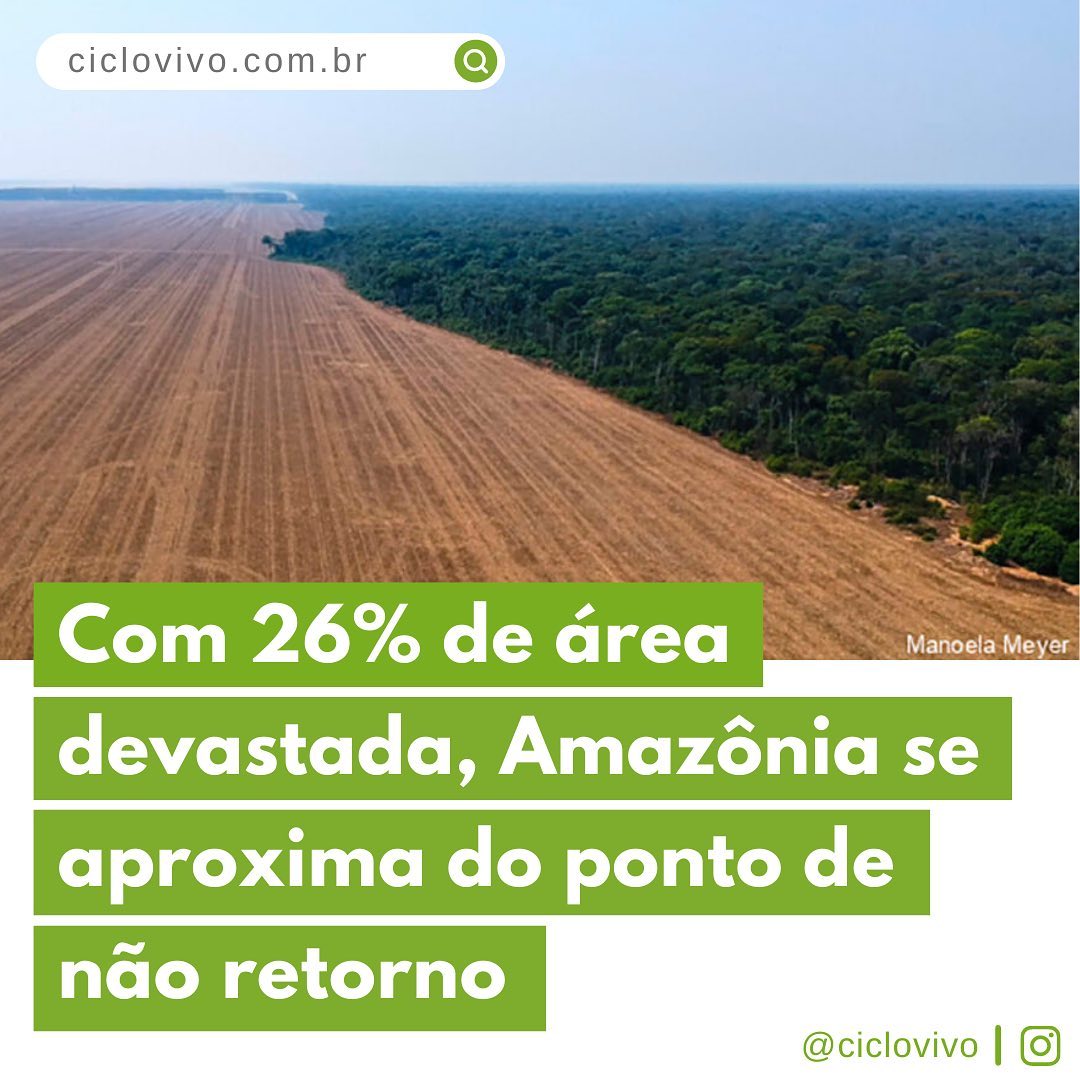 ciclovivo.com.br
Manoela Meyer
Com 26% de área
devastada, Amazônia se
aproxima do ponto de
não retorno
@ciclovivo |